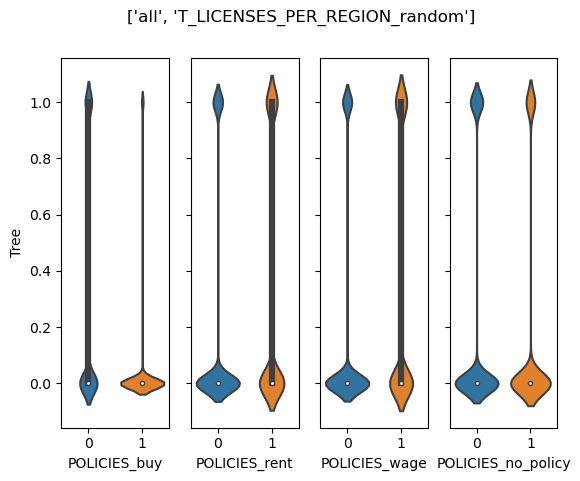 ['all', 'T_LICENSES_PER_REGION_random']
1.0
0.8
0.6
0.4
0.2
0.0
Tree
0 1 0 1 0 1 0 1
POLICIES_buy POLICIES_rent POLICIES_wage POLICIES_no_policy